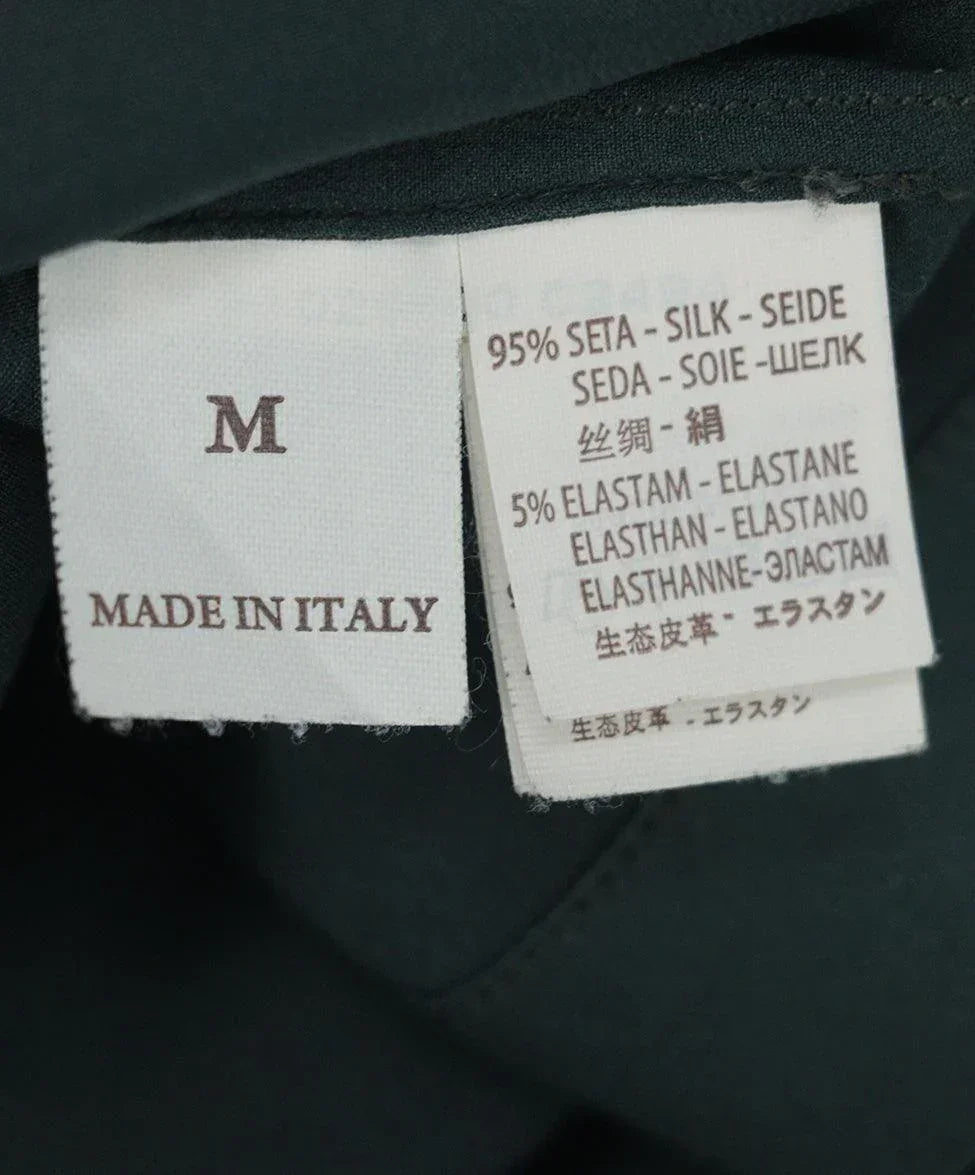 M
MADE IN ITALY
95% SETA - SILK - SEIDE
SEDA - SOIE -ШЕЛК
丝绸 - 絹
5% ELASTAM - ELASTANE
ELASTHAN - ELASTANO
ELASTHANNE-ЭЛАСТАМ
生态皮革 - エラスタン
生态皮革 - エラスタン